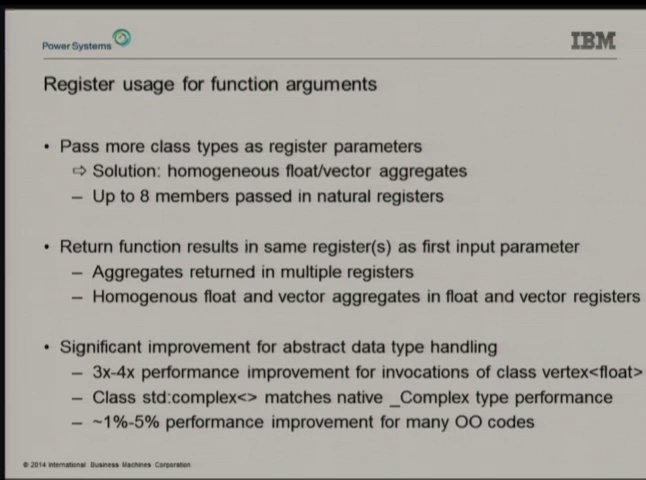 Power Systems
IBM
Register usage for function arguments
• Pass more class types as register parameters
⇨ Solution: homogeneous float/vector aggregates
– Up to 8 members passed in natural registers
• Return function results in same register(s) as first input parameter
– Aggregates returned in multiple registers
– Homogenous float and vector aggregates in float and vector registers
• Significant improvement for abstract data type handling
– 3x-4x performance improvement for invocations of class vertex<float>
– Class std:complex<> matches native _Complex type performance
– ~1%-5% performance improvement for many OO codes
© 2014 International Business Machines Corporation